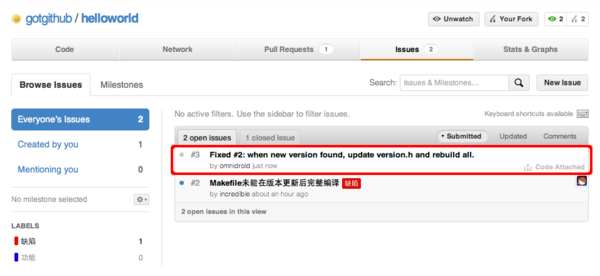 gotgithub / helloworld
Unwatch
Your Fork
2
2
Code
Network
Pull Requests 1
Issues 2
Stats & Graphs
Browse Issues
Milestones
Search:
Issues & Milestones...
New Issue
Everyone's Issues 2
Created by you 1
Mentioning you 0
No milestone selected
LABELS
缺陷 1
功能 0
No active filters. Use the sidebar to filter issues.
Keyboard shortcuts available
2 open issues
1 closed issue
Submitted
Updated
Comments
#3 Fixed #2: when new version found, update version.h and rebuild all.
by omnidroid just now
Code Attached
#2 Makefile未能在版本更新后完整编译 缺陷
by incredible about an hour ago
2 open issues in this view